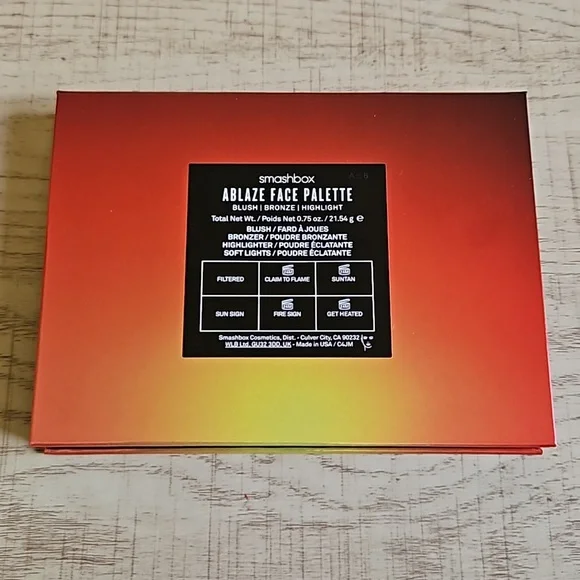 smashbox
ABLAZE FACE PALETTE
BLUSH | BRONZE | HIGHLIGHT
Total Net Wt. / Poids Net 0.75 oz. / 21.54 g ℮
BLUSH / FARD À JOUES
BRONZER / POUDRE BRONZANTE
HIGHLIGHTER / POUDRE ÉCLATANTE
SOFT LIGHTS / POUDRE ÉCLATANTE
FILTERED CLAIM TO FLAME SUNTAN
SUN SIGN FIRE SIGN GET HEATED
Smashbox Cosmetics, Dist. - Culver City, CA 90232
WLB Ltd, GU32 3DD, UK - Made in USA / C4JM